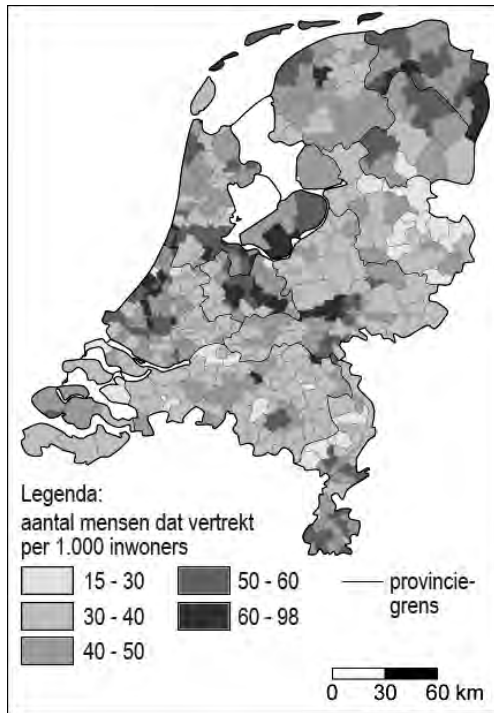 Legenda:
aantal mensen dat vertrekt
per 1.000 inwoners
15 - 30
30 - 40
40 - 50
50 - 60
60 - 98
provincie-
grens
0 30 60 km